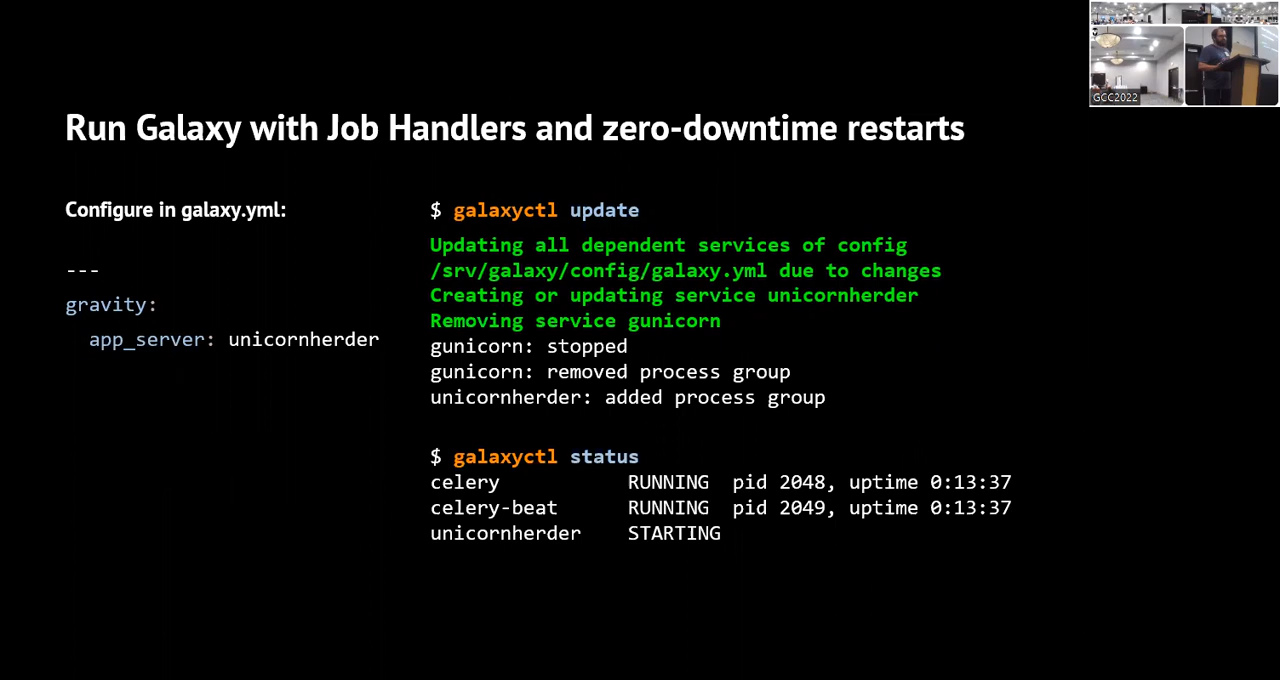 Run Galaxy with Job Handlers and zero-downtime restarts
Configure in galaxy.yml:
---
gravity:
  app_server: unicornherder
$ galaxyctl update
Updating all dependent services of config
/srv/galaxy/config/galaxy.yml due to changes
Creating or updating service unicornherder
Removing service gunicorn
gunicorn: stopped
gunicorn: removed process group
unicornherder: added process group
$ galaxyctl status
celery           RUNNING  pid 2048, uptime 0:13:37
celery-beat      RUNNING  pid 2049, uptime 0:13:37
unicornherder    STARTING
GCC2022